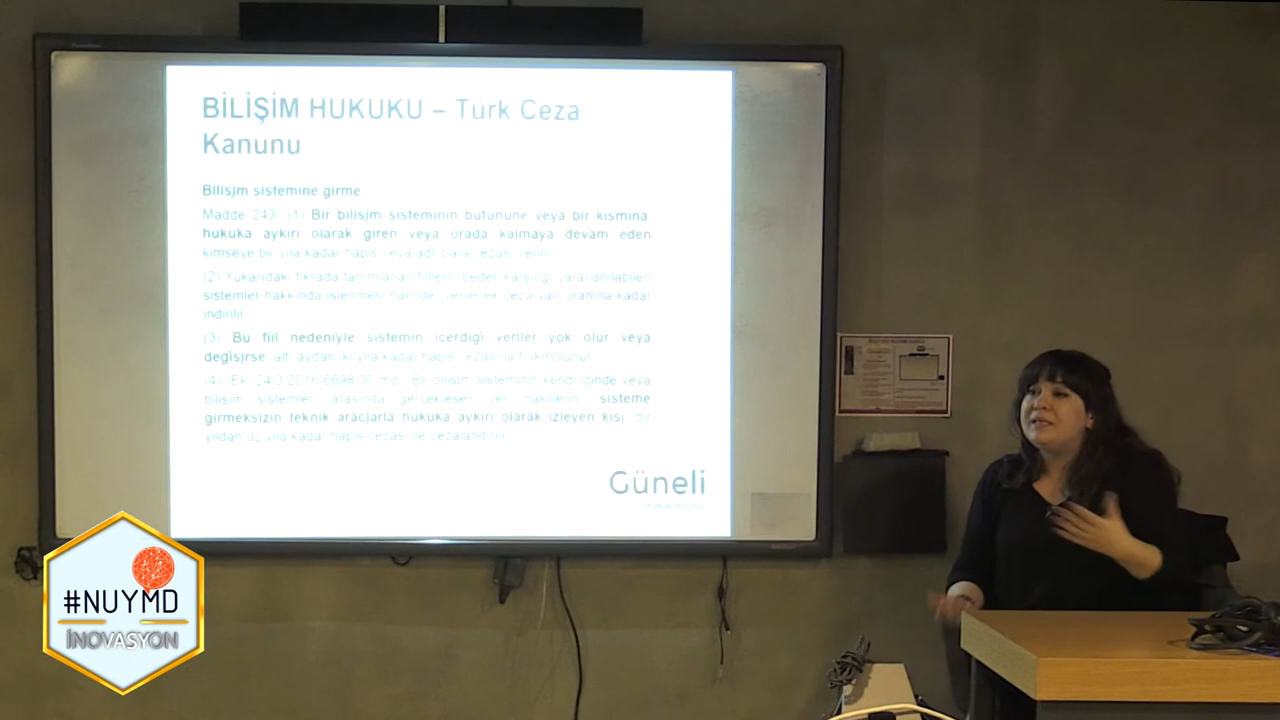 BİLİŞİM HUKUKU – Türk Ceza
Kanunu
Bilişim sistemine girme
Madde 243- (1) Bir bilişim sisteminin bütününe veya bir kısmına,
hukuka aykırı olarak giren veya orada kalmaya devam eden
kimseye bir yıla kadar hapis veya adli para cezası verilir.
(2) Yukarıdaki fıkrada tanımlanan fiillerin bedeli karşılığı yararlanılabilen
sistemler hakkında işlenmesi halinde, verilecek ceza yarı oranına kadar
indirilir.
(3) Bu fiil nedeniyle sistemin içerdiği veriler yok olur veya
değişirse, altı aydan iki yıla kadar hapis cezasına hükmolunur.
(4) (Ek: 24/3/2016-6698/30 md.) Bir bilişim sisteminin kendi içinde veya
bilişim sistemleri arasında gerçekleşen veri nakillerini, sisteme
girmeksizin teknik araçlarla hukuka aykırı olarak izleyen kişi, bir
yıldan üç yıla kadar hapis cezası ile cezalandırılır.
Güneli
#NUYMD
İNOVASYON